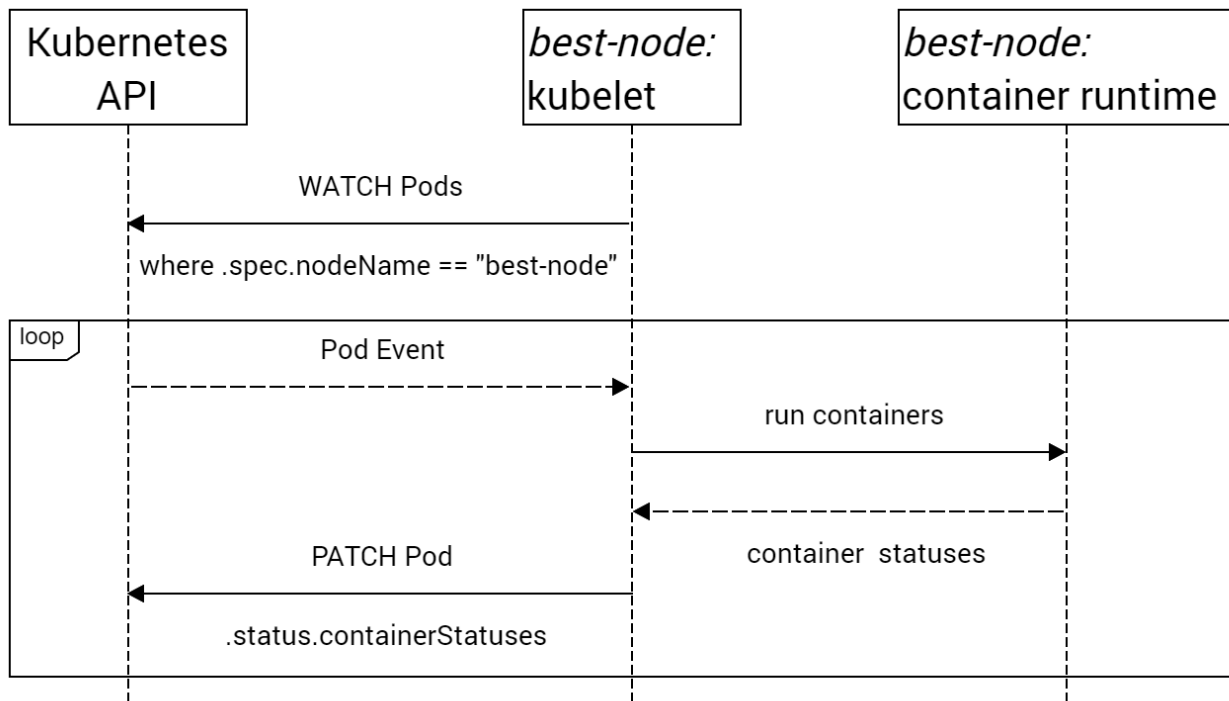 Kubernetes
API
best-node:
kubelet
best-node:
container runtime
WATCH Pods
where .spec.nodeName == "best-node"
loop
Pod Event
run containers
container statuses
PATCH Pod
.status.containerStatuses